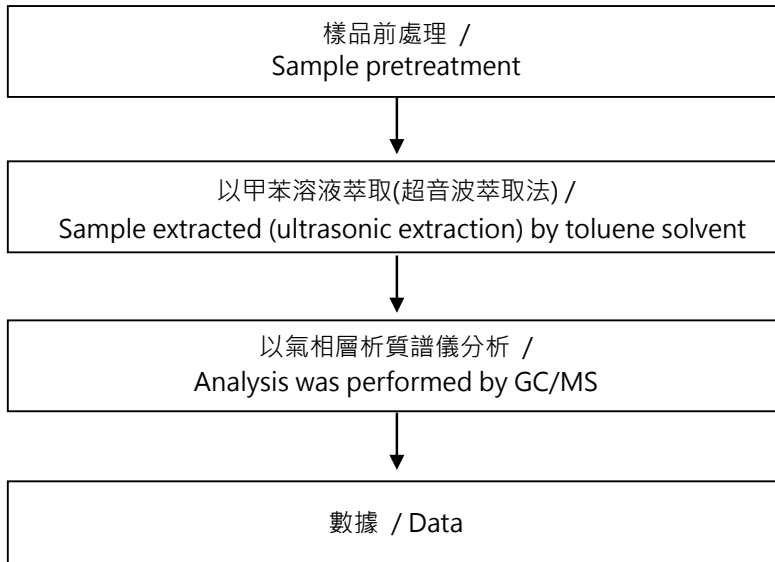 樣品前處理 /
Sample pretreatment
以甲苯溶液萃取(超音波萃取法) /
Sample extracted (ultrasonic extraction) by toluene solvent
以氣相層析質譜儀分析 /
Analysis was performed by GC/MS
數據 / Data